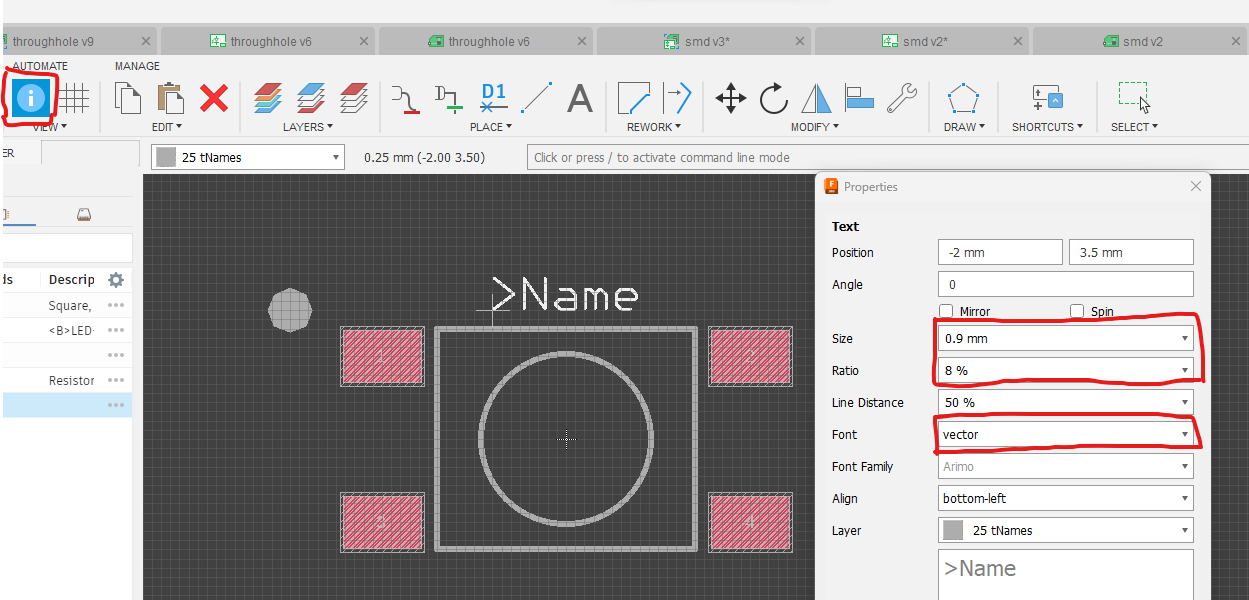 throughhole v9
throughhole v6
throughhole v6
smd v3*
smd v2*
smd v2
AUTOMATE
MANAGE
D1
VIEW
EDIT
LAYERS
PLACE
REWORK
MODIFY
DRAW
SHORTCUTS
SELECT
ER
25 tNames
0.25 mm (-2.00 3.50)
Click or press / to activate command line mode
Properties
Text
Position
-2 mm
3.5 mm
Angle
0
Mirror
Spin
Size
0.9 mm
Ratio
8 %
Line Distance
50 %
Font
vector
Font Family
Arimo
Align
bottom-left
Layer
25 tNames
>Name
ds
Descrip
Square,
<B>LED
Resistor
>Name
1
2
3
4